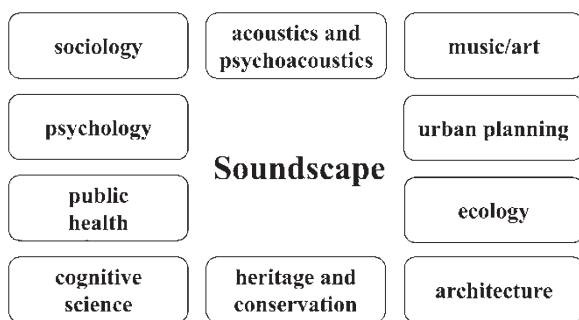 sociology
acoustics and
psychoacoustics
music/art
psychology
urban planning
Soundscape
public
health
ecology
cognitive
science
heritage and
conservation
architecture